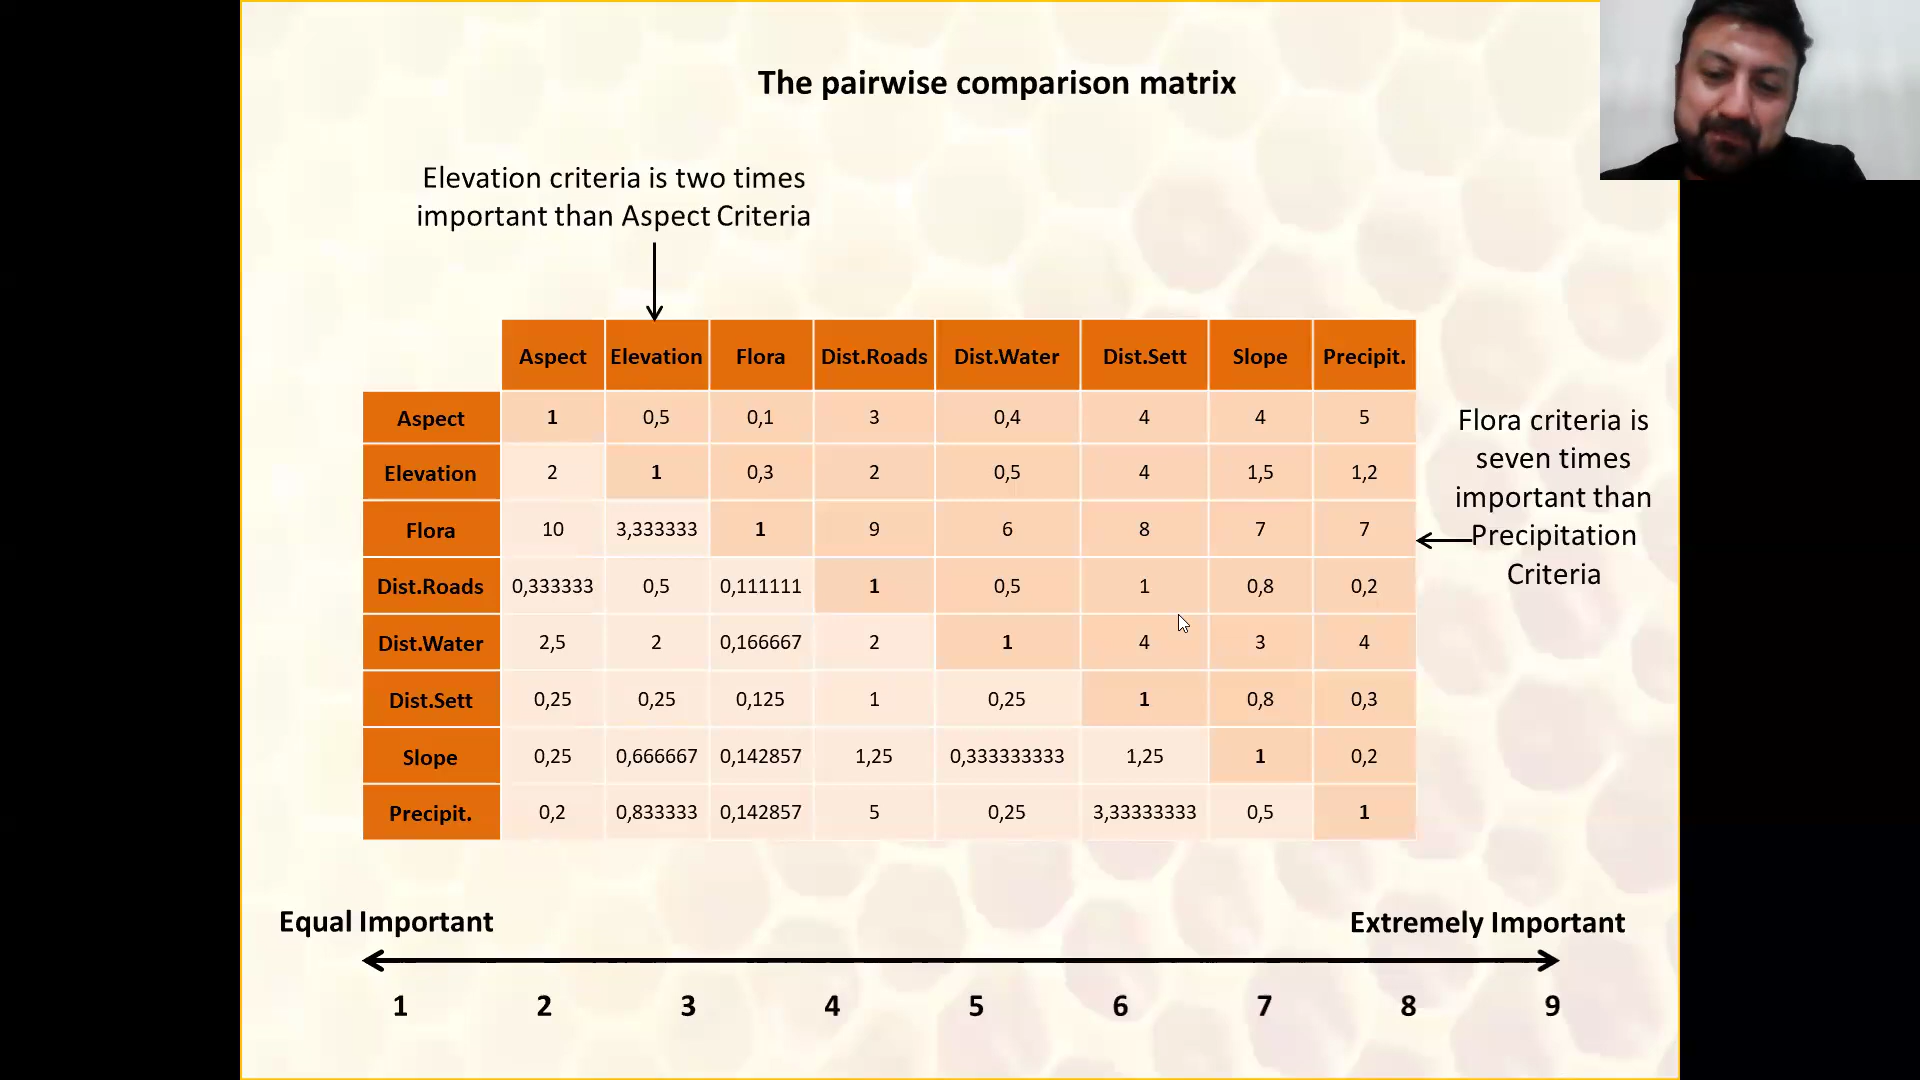 The pairwise comparison matrix
Elevation criteria is two times
important than Aspect Criteria
Aspect Elevation Flora Dist.Roads Dist.Water Dist.Sett Slope Precipit.
Aspect 1 0,5 0,1 3 0,4 4 4 5
Elevation 2 1 0,3 2 0,5 4 1,5 1,2
Flora 10 3,333333 1 9 6 8 7 7
Dist.Roads 0,333333 0,5 0,111111 1 0,5 1 0,8 0,2
Dist.Water 2,5 2 0,166667 2 1 4 3 4
Dist.Sett 0,25 0,25 0,125 1 0,25 1 0,8 0,3
Slope 0,25 0,666667 0,142857 1,25 0,333333333 1,25 1 0,2
Precipit. 0,2 0,833333 0,142857 5 0,25 3,33333333 0,5 1
Flora criteria is
seven times
important than
Precipitation
Criteria
Equal Important
Extremely Important
1 2 3 4 5 6 7 8 9